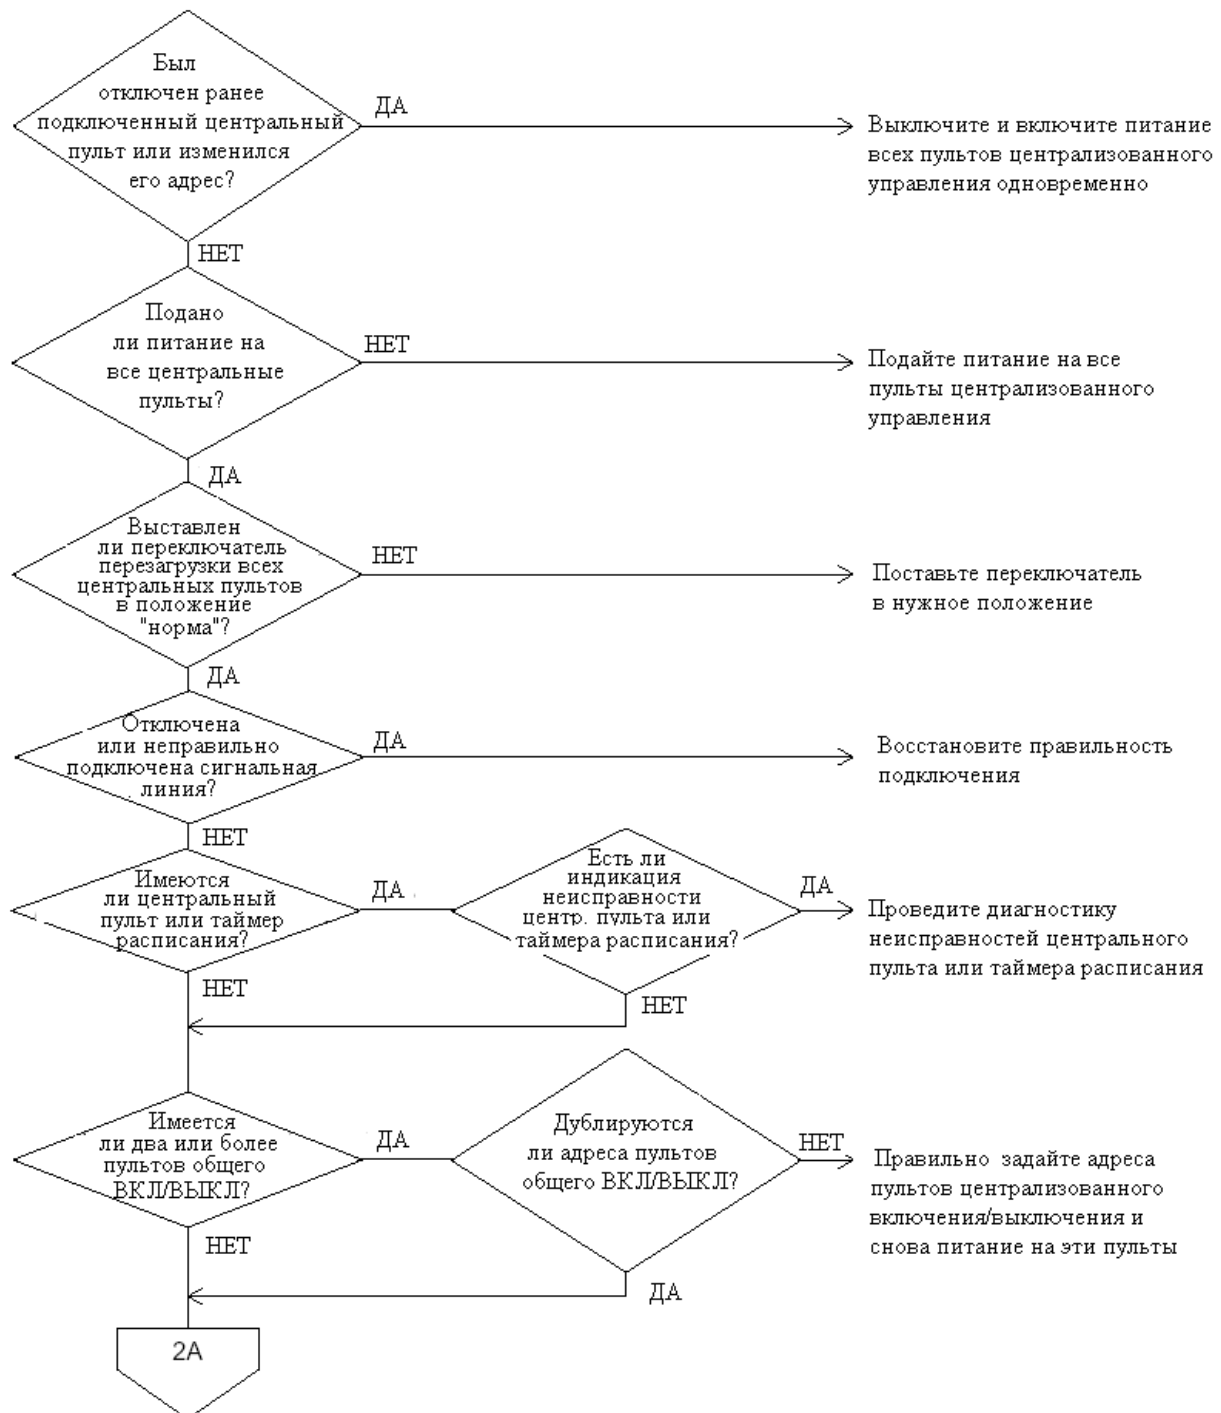 Был
отключен ранее
подключенный центральный
пульт или изменился
его адрес?
ДА
Выключите и включите питание
всех пультов централизованного
управления одновременно
НЕТ
Подано
ли питание на
все центральные
пульты?
НЕТ
Подайте питание на все
пульты централизованного
управления
ДА
Выставлен
ли переключатель
перезагрузки всех
центральных пультов
в положение
"норма"?
НЕТ
Поставьте переключатель
в нужное положение
ДА
Отключена
или неправильно
подключена сигнальная
линия?
ДА
Восстановите правильность
подключения
НЕТ
Имеются
ли центральный
пульт или таймер
расписания?
ДА
Есть ли
индикация
неисправности
центр. пульта или
таймера расписания?
ДА
Проведите диагностику
неисправностей центрального
пульта или таймера расписания
НЕТ
НЕТ
Имеется
ли два или более
пультов общего
ВКЛ/ВЫКЛ?
ДА
Дублируются
ли адреса пультов
общего ВКЛ/ВЫКЛ?
НЕТ
Правильно задайте адреса
пультов централизованного
включения/выключения и
снова питание на эти пульты
НЕТ
ДА
2A